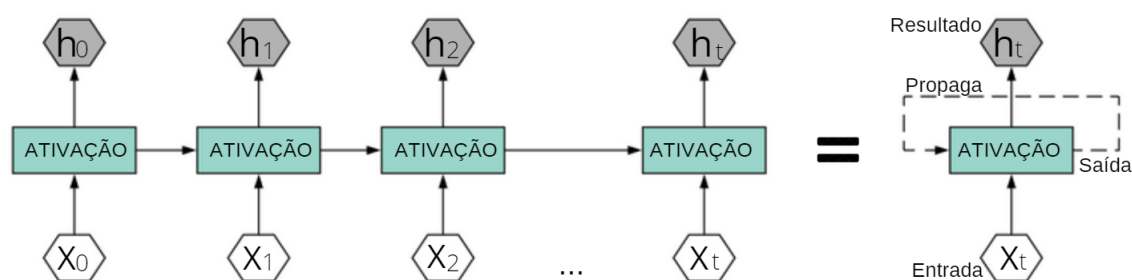 h0 h1 h2 ht Resultado ht
Propaga
ATIVAÇÃO ATIVAÇÃO ATIVAÇÃO ATIVAÇÃO = ATIVAÇÃO
Saída
X0 X1 X2 ... Xt Entrada Xt